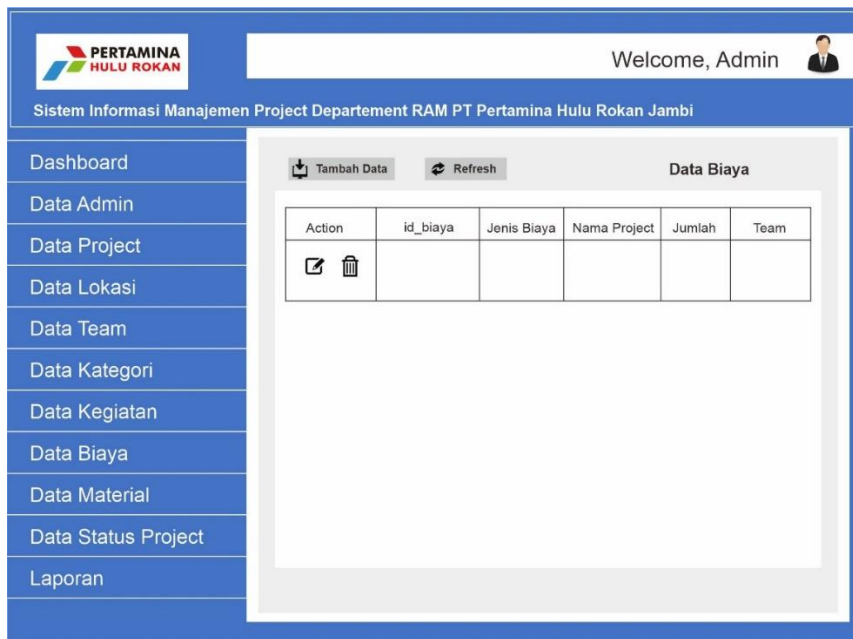 PERTAMINA
HULU ROKAN
Welcome, Admin
Sistem Informasi Manajemen Project Departement RAM PT Pertamina Hulu Rokan Jambi
Dashboard
Data Admin
Data Project
Data Lokasi
Data Team
Data Kategori
Data Kegiatan
Data Biaya
Data Material
Data Status Project
Laporan
Tambah Data Refresh Data Biaya
Action id_biaya Jenis Biaya Nama Project Jumlah Team